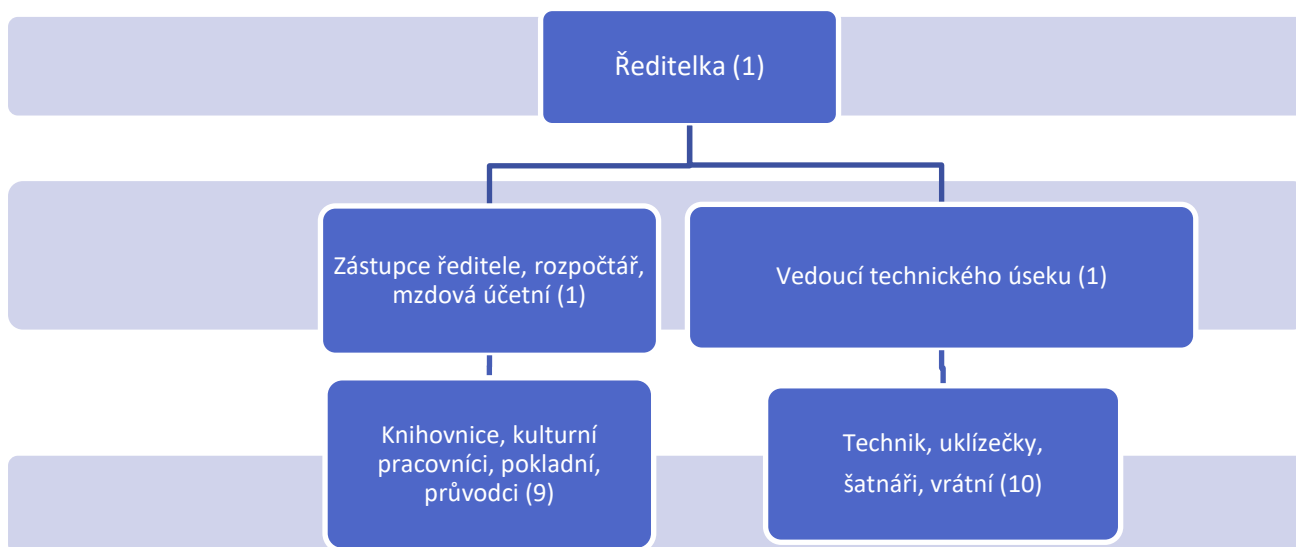 Ředitelka (1)
Zástupce ředitele, rozpočtář,
mzdová účetní (1)
Vedoucí technického úseku (1)
Knihovnice, kulturní
pracovníci, pokladní,
průvodci (9)
Technik, uklízečky,
šatnáři, vrátní (10)